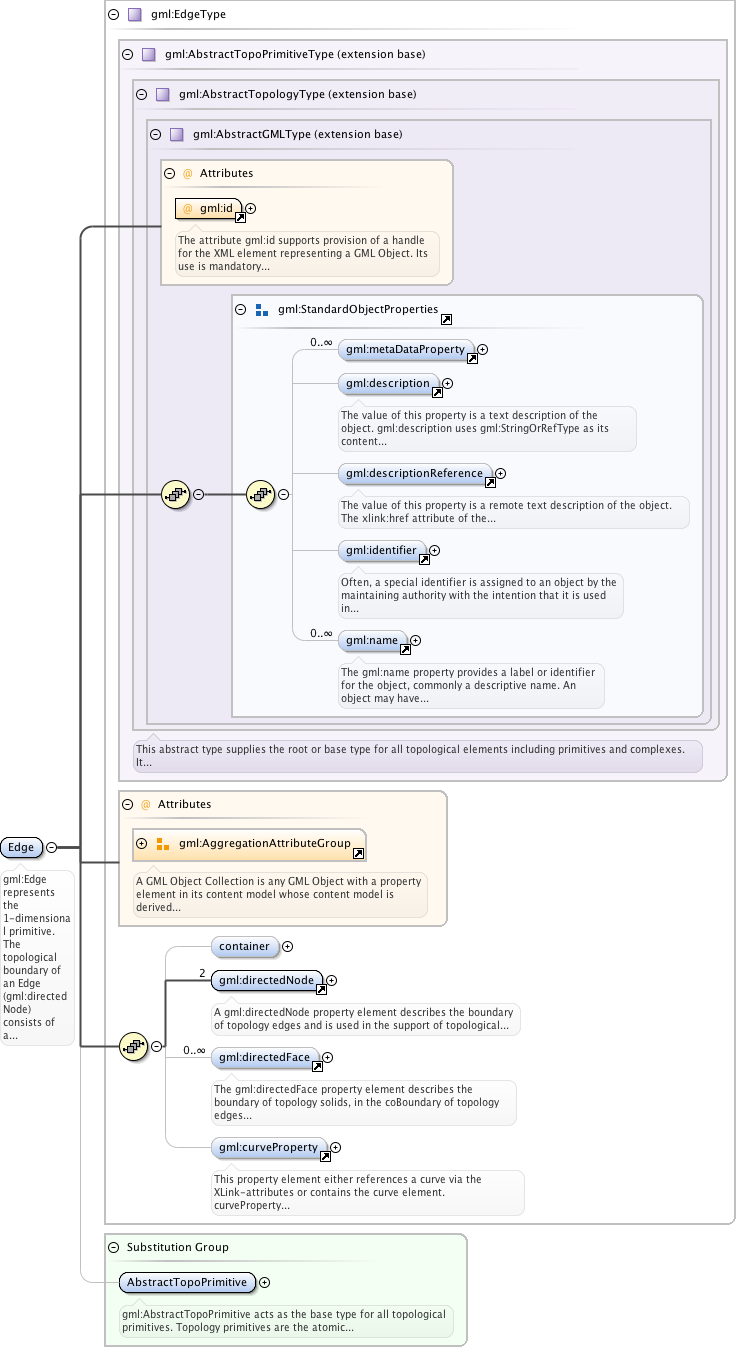 gml:EdgeType
gml:AbstractTopoPrimitiveType (extension base)
gml:AbstractTopologyType (extension base)
gml:AbstractGMLType (extension base)
@ Attributes
@ gml:id
The attribute gml:id supports provision of a handle
for the XML element representing a GML Object. Its
use is mandatory...
gml:StandardObjectProperties
0..∞
gml:metaDataProperty
gml:description
The value of this property is a text description of the
object. gml:description uses gml:StringOrRefType as its
content...
gml:descriptionReference
The value of this property is a remote text description of the object.
The xlink:href attribute of the...
gml:identifier
Often, a special identifier is assigned to an object by the
maintaining authority with the intention that it is used
in...
0..∞
gml:name
The gml:name property provides a label or identifier
for the object, commonly a descriptive name. An
object may have...
This abstract type supplies the root or base type for all topological elements including primitives and complexes.
It...
@ Attributes
gml:AggregationAttributeGroup
A GML Object Collection is any GML Object with a property
element in its content model whose content model is
derived...
Edge
gml:Edge
represents
the
1-dimensiona
l primitive.
The
topological
boundary of
an Edge
(gml:directed
Node)
consists of
a...
container
2
gml:directedNode
A gml:directedNode property element describes the boundary
of topology edges and is used in the support of topological...
0..∞
gml:directedFace
The gml:directedFace property element describes the
boundary of topology solids, in the coBoundary of topology
edges...
gml:curveProperty
This property element either references a curve via the
XLink-attributes or contains the curve element.
curveProperty...
Substitution Group
AbstractTopoPrimitive
gml:AbstractTopoPrimitive acts as the base type for all topological
primitives. Topology primitives are the atomic...